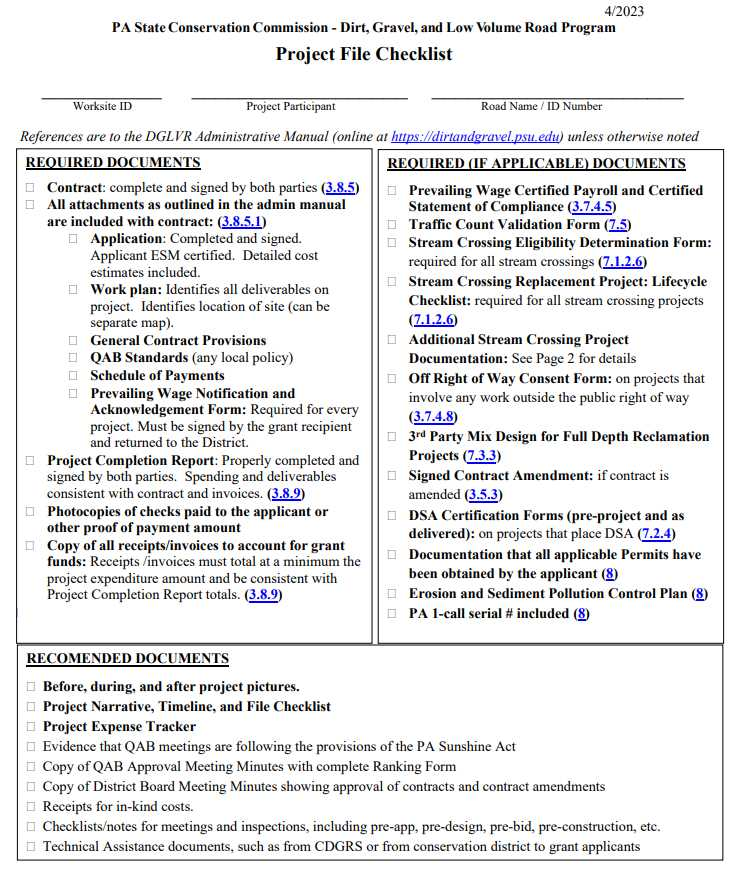 4/2023
PA State Conservation Commission - Dirt, Gravel, and Low Volume Road Program
Project File Checklist
Worksite ID
Project Participant
Road Name / ID Number
References are to the DGLVR Administrative Manual (online at https://dirtandgravel.psu.edu) unless otherwise noted
REQUIRED DOCUMENTS
Contract: complete and signed by both parties (3.8.5)
All attachments as outlined in the admin manual
are included with contract: (3.8.5.1)
Application: Completed and signed.
Applicant ESM certified. Detailed cost
estimates included.
Work plan: Identifies all deliverables on
project. Identifies location of site (can be
separate map).
General Contract Provisions
QAB Standards (any local policy)
Schedule of Payments
Prevailing Wage Notification and
Acknowledgement Form: Required for every
project. Must be signed by the grant recipient
and returned to the District.
Project Completion Report: Properly completed and
signed by both parties. Spending and deliverables
consistent with contract and invoices. (3.8.9)
Photocopies of checks paid to the applicant or
other proof of payment amount
Copy of all receipts/invoices to account for grant
funds: Receipts /invoices must total at a minimum the
project expenditure amount and be consistent with
Project Completion Report totals. (3.8.9)
REQUIRED (IF APPLICABLE) DOCUMENTS
Prevailing Wage Certified Payroll and Certified
Statement of Compliance (3.7.4.5)
Traffic Count Validation Form (7.5)
Stream Crossing Eligibility Determination Form:
required for all stream crossings (7.1.2.6)
Stream Crossing Replacement Project: Lifecycle
Checklist: required for all stream crossing projects
(7.1.2.6)
Additional Stream Crossing Project
Documentation: See Page 2 for details
Off Right of Way Consent Form: on projects that
involve any work outside the public right of way
(3.7.4.8)
3rd Party Mix Design for Full Depth Reclamation
Projects (7.3.3)
Signed Contract Amendment: if contract is
amended (3.5.3)
DSA Certification Forms (pre-project and as
delivered): on projects that place DSA (7.2.4)
Documentation that all applicable Permits have
been obtained by the applicant (8)
Erosion and Sediment Pollution Control Plan (8)
PA 1-call serial # included (8)
RECOMENDED DOCUMENTS
Before, during, and after project pictures.
Project Narrative, Timeline, and File Checklist
Project Expense Tracker
Evidence that QAB meetings are following the provisions of the PA Sunshine Act
Copy of QAB Approval Meeting Minutes with complete Ranking Form
Copy of District Board Meeting Minutes showing approval of contracts and contract amendments
Receipts for in-kind costs.
Checklists/notes for meetings and inspections, including pre-app, pre-design, pre-bid, pre-construction, etc.
Technical Assistance documents, such as from CDGRS or from conservation district to grant applicants